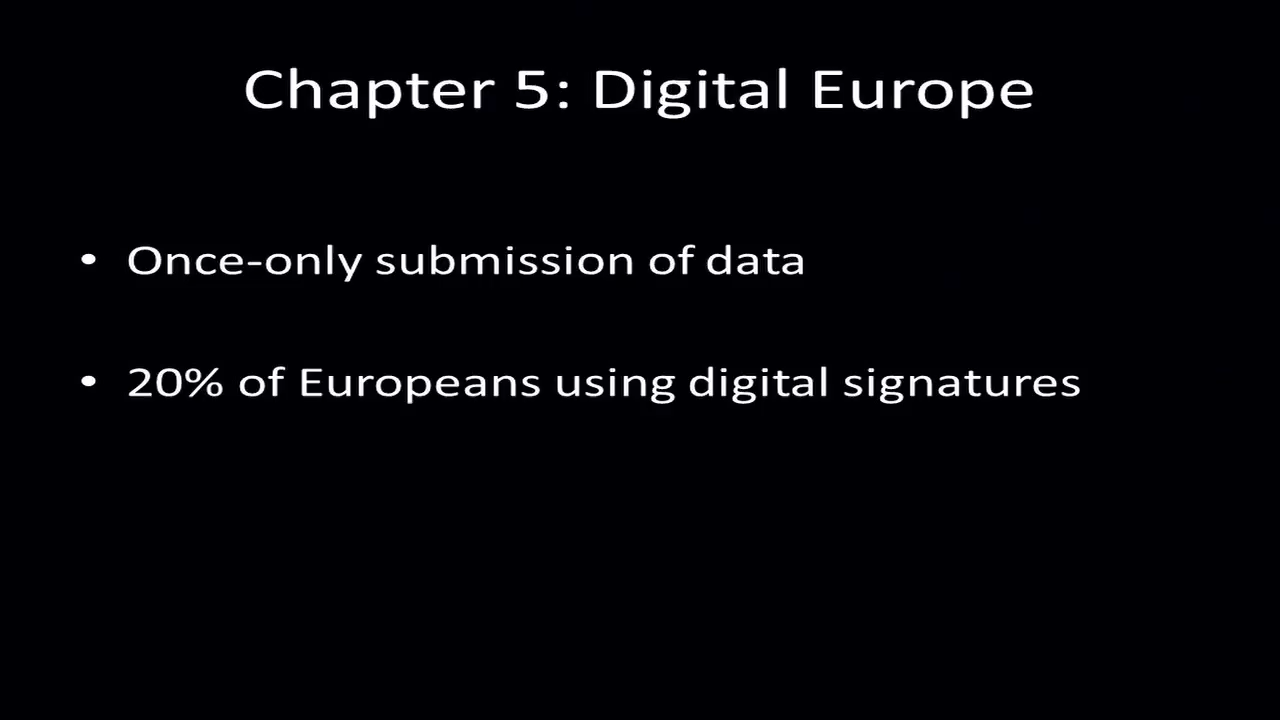 Chapter 5: Digital Europe
• Once-only submission of data
• 20% of Europeans using digital signatures